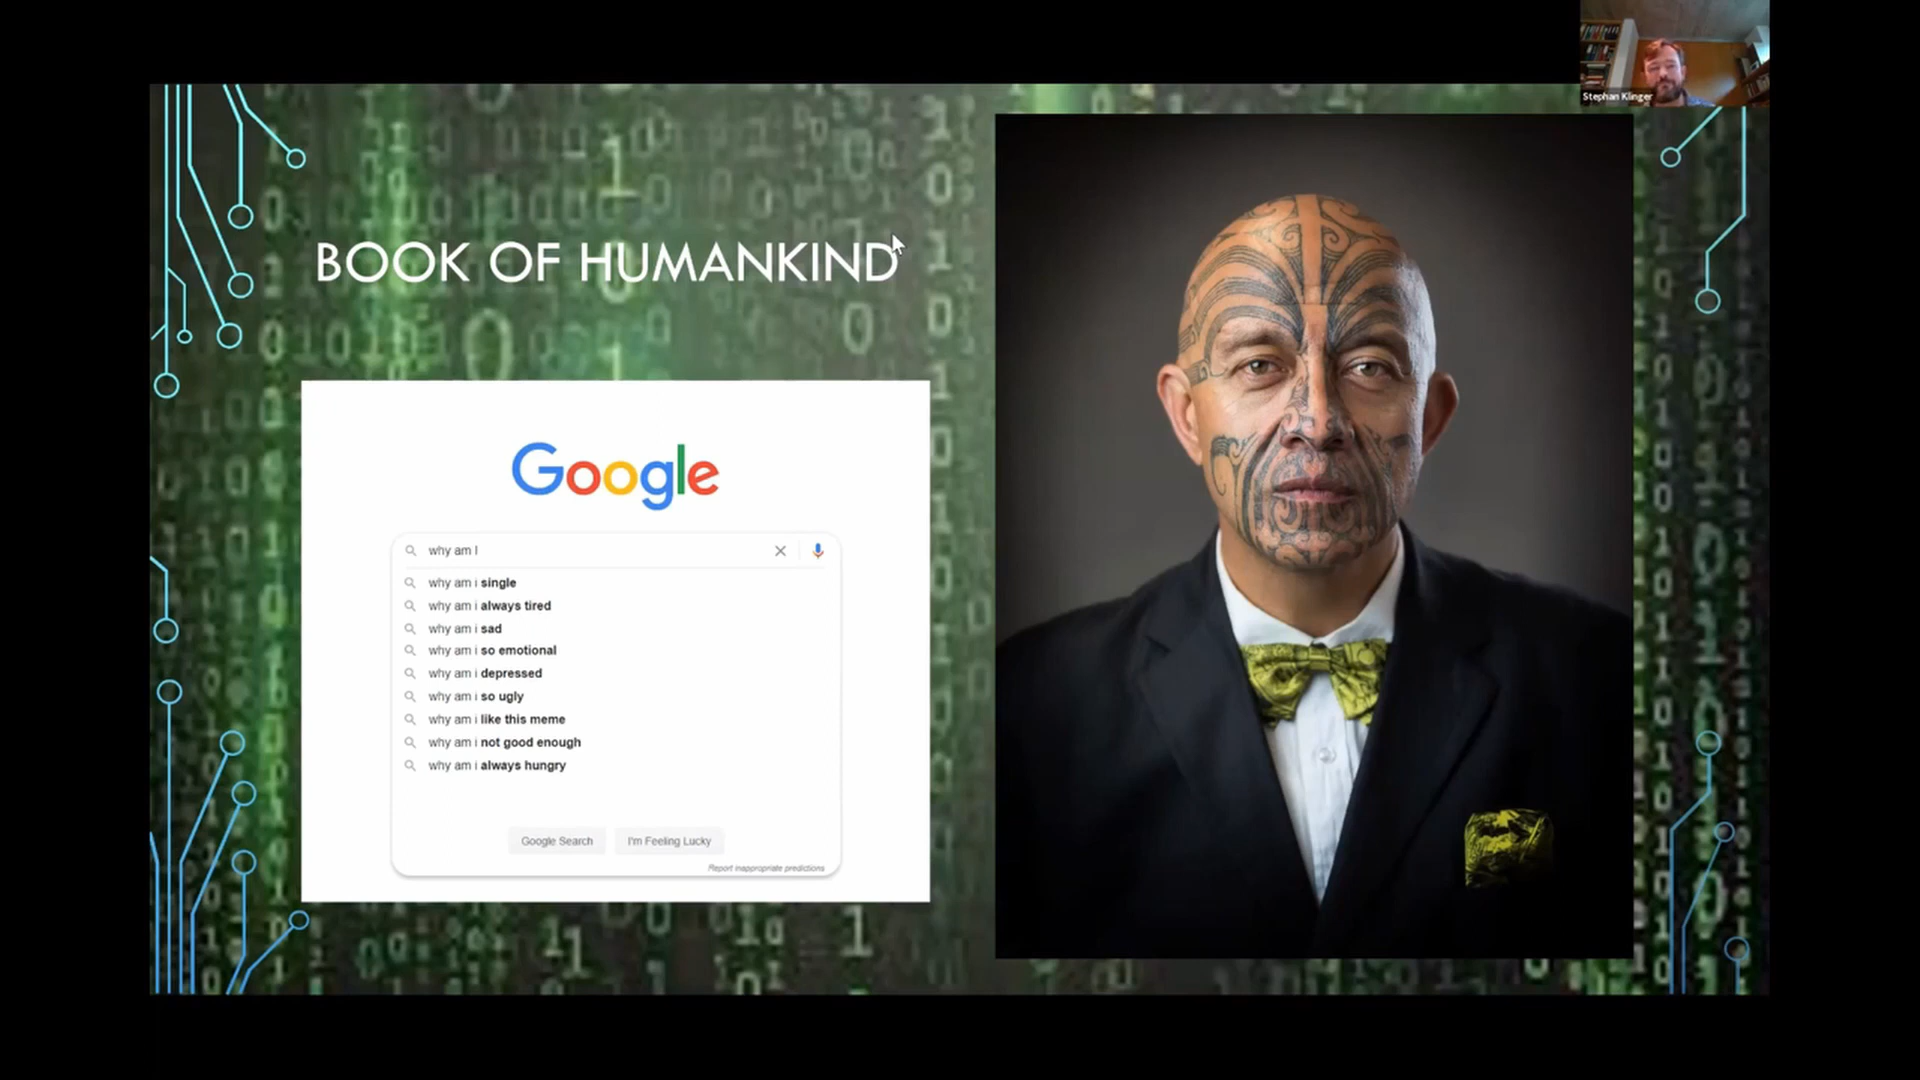 Stephan Klinger
BOOK OF HUMANKIND
Google
why am I
why am i single
why am i always tired
why am i sad
why am i so emotional
why am i depressed
why am i so ugly
why am i like this meme
why am i not good enough
why am i always hungry
Google Search
I'm Feeling Lucky
Report inappropriate predictions